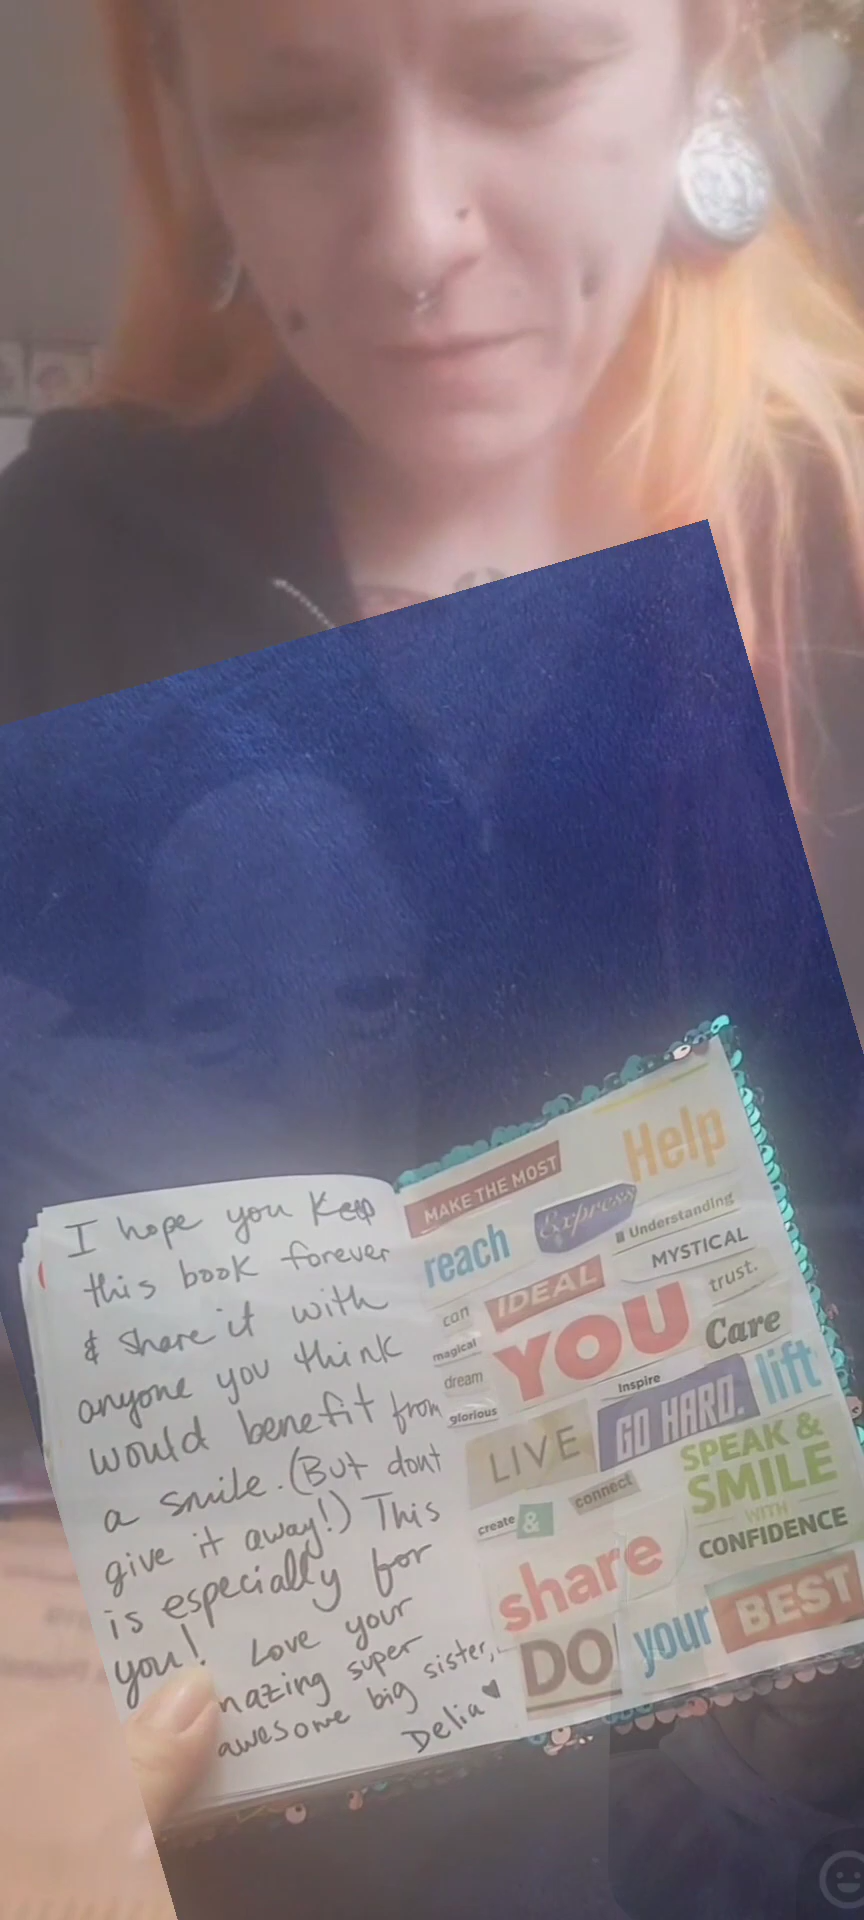 I hope you Keep
this book forever
& share it with
anyone you think
would benefit from
a smile. (But dont
give it away!) This
is especially for
you! Love your
mazing super
awesome big sister,
Delia
MAKE THE MOST
Help
reach
Express
Understanding
MYSTICAL
can
IDEAL
trust.
magical
YOU
Care
dream
Inspire
glorious
LIVE
GO HARD.
lift
SPEAK &
SMILE
WITH
CONFIDENCE
create &
connect
share
DO your BEST